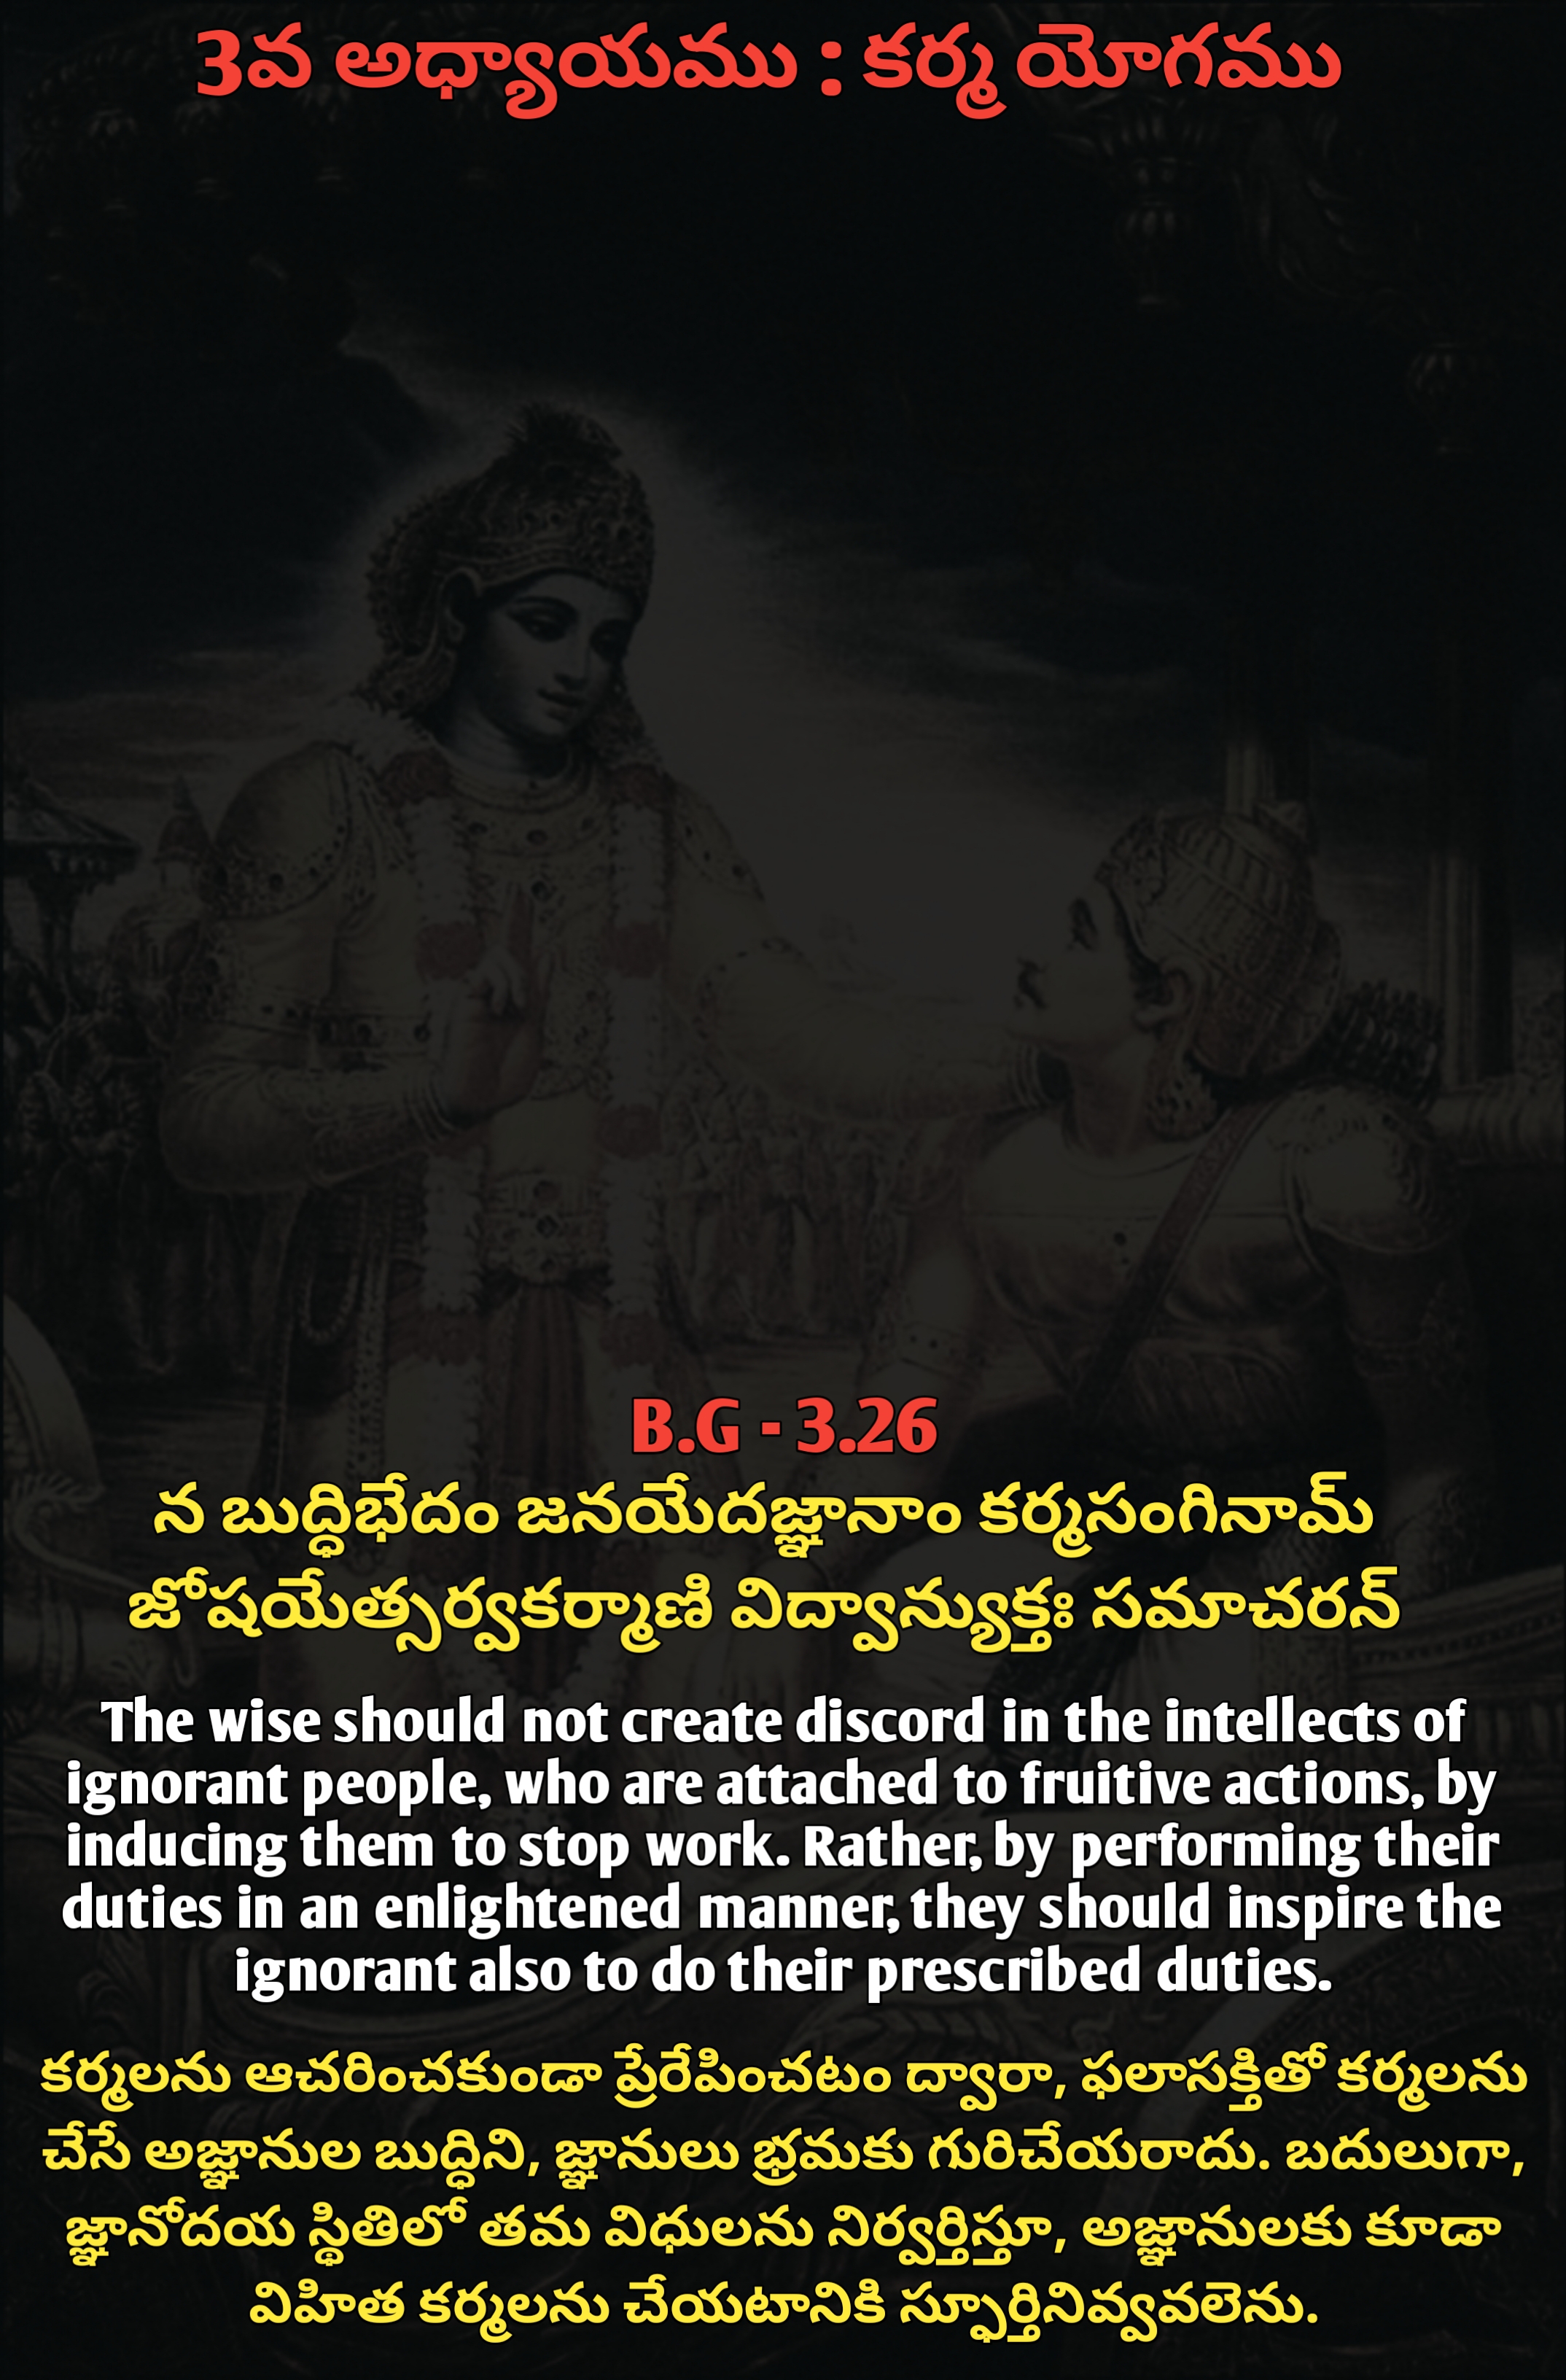 3వ అధ్యాయము : కర్మ యోగము
B.G - 3.26
న బుద్ధిభేదం జనయేదజ్ఞానాం కర్మసంగినామ్
జోషయేత్సర్వకర్మాణి విద్వాన్యుక్తః సమాచరన్
The wise should not create discord in the intellects of
ignorant people, who are attached to fruitive actions, by
inducing them to stop work. Rather, by performing their
duties in an enlightened manner, they should inspire the
ignorant also to do their prescribed duties.
కర్మలను ఆచరించకుండా ప్రేరేపించటం ద్వారా, ఫలాసక్తితో కర్మలను
చేసే అజ్ఞానుల బుద్ధిని, జ్ఞానులు భ్రమకు గురిచేయరాదు. బదులుగా,
జ్ఞానోదయ స్థితిలో తమ విధులను నిర్వర్తిస్తూ, అజ్ఞానులకు కూడా
విహిత కర్మలను చేయటానికి స్ఫూర్తినివ్వవలెను.